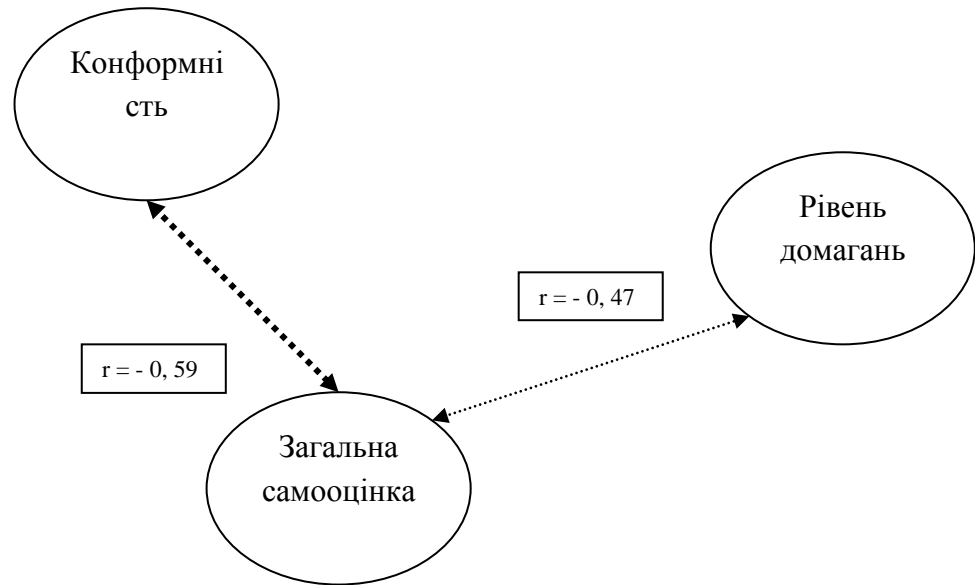 Конформні
сть
Рівень
домагань
r = - 0, 47
r = - 0, 59
Загальна
самооцінка